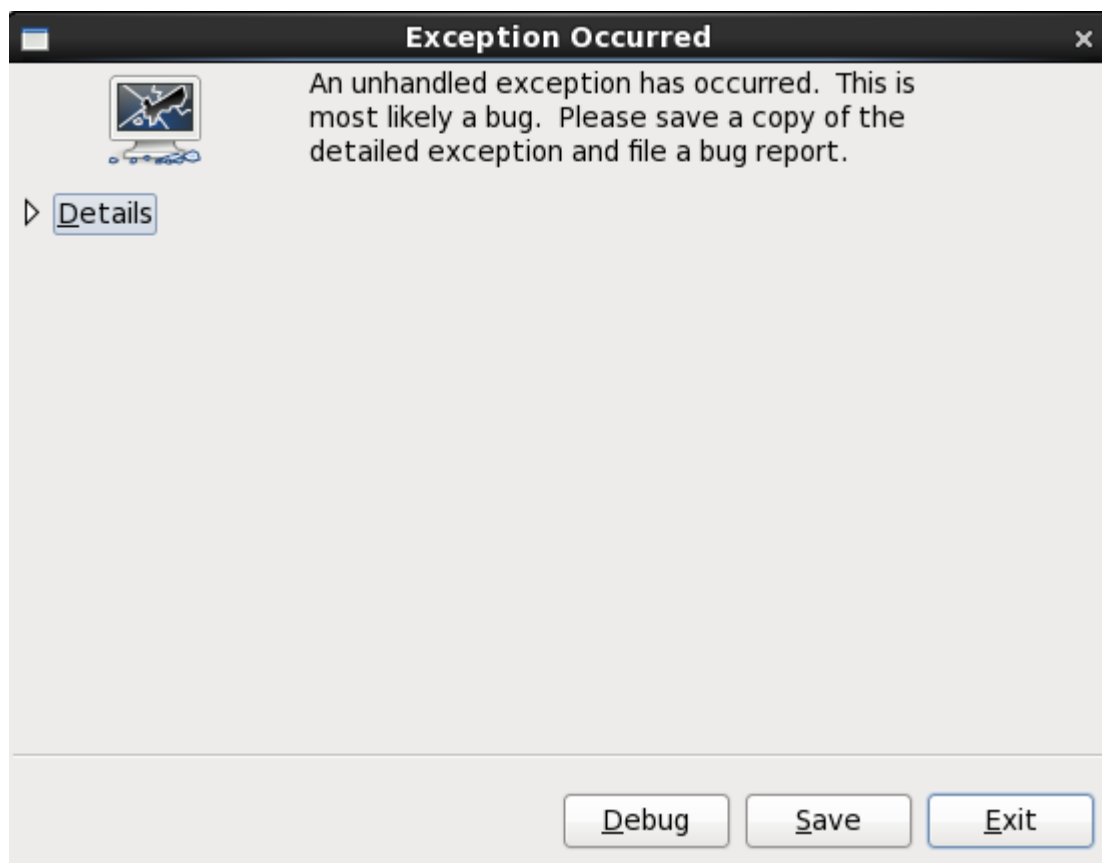 Exception Occurred
An unhandled exception has occurred.  This is
most likely a bug.  Please save a copy of the
detailed exception and file a bug report.
Details
Debug
Save
Exit